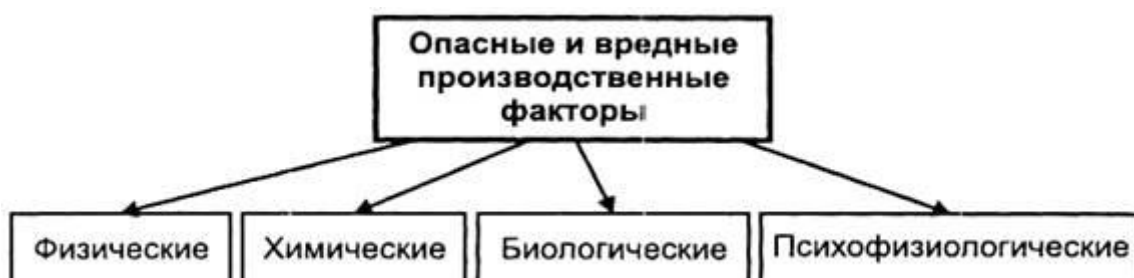 Опасные и вредные
производственные
факторы
Физические
Химические
Биологические
Психофизиологические